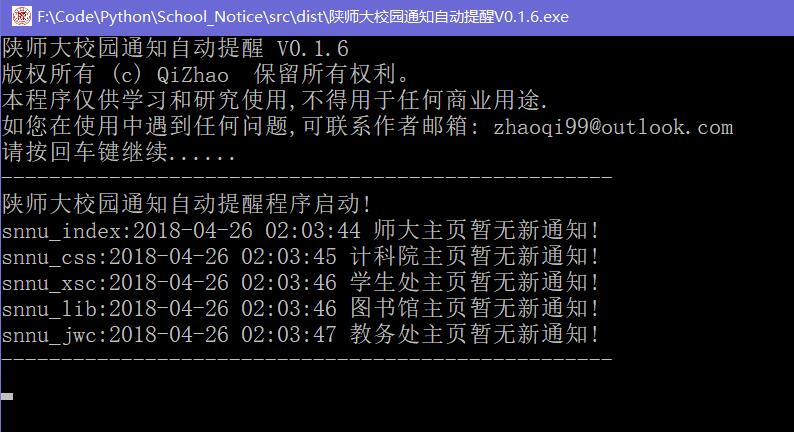 F:\Code\Python\School_Notice\src\dist\陕师大校园通知自动提醒V0.1.6.exe
陕师大校园通知自动提醒 V0.1.6
版权所有 (c) QiZhao  保留所有权利。
本程序仅供学习和研究使用,不得用于任何商业用途.
如您在使用中遇到任何问题,可联系作者邮箱: zhaoqi99@outlook.com
请按回车键继续......
---------------------------------------------------
陕师大校园通知自动提醒程序启动!
snnu_index:2018-04-26 02:03:44 师大主页暂无新通知!
snnu_css:2018-04-26 02:03:45 计科院主页暂无新通知!
snnu_xsc:2018-04-26 02:03:46 学生处主页暂无新通知!
snnu_lib:2018-04-26 02:03:46 图书馆主页暂无新通知!
snnu_jwc:2018-04-26 02:03:47 教务处主页暂无新通知!
---------------------------------------------------